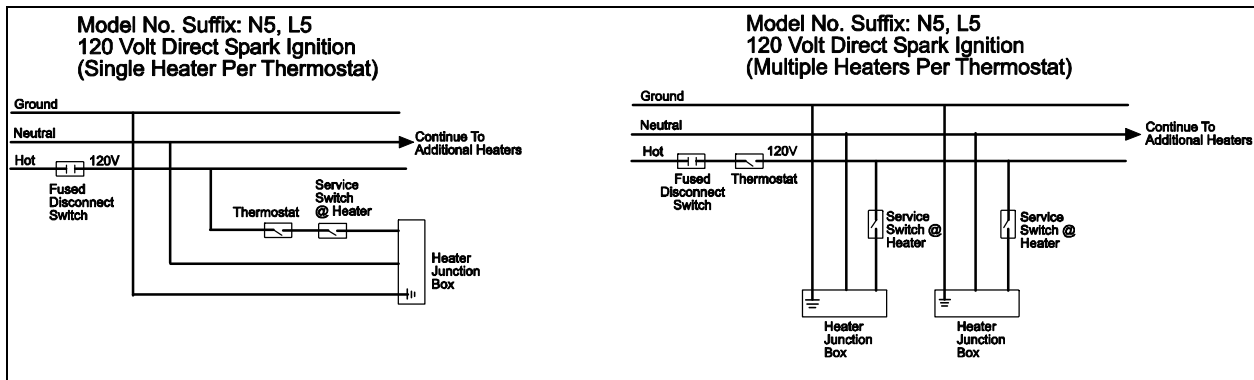 Model No. Suffix: N5, L5
120 Volt Direct Spark Ignition
(Single Heater Per Thermostat)
Ground
Neutral
Continue To
Additional Heaters
Hot
120V
Fused
Disconnect
Switch
Thermostat
Service
Switch
@ Heater
Heater
Junction
Box
Model No. Suffix: N5, L5
120 Volt Direct Spark Ignition
(Multiple Heaters Per Thermostat)
Ground
Neutral
Continue To
Additional Heaters
Hot
120V
Fused
Disconnect
Switch
Thermostat
Service
Switch @
Heater
Service
Switch @
Heater
Heater
Junction
Box
Heater
Junction
Box